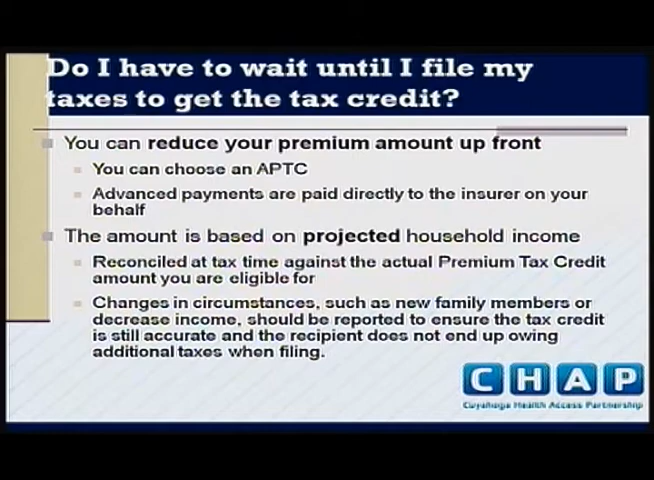 Do I have to wait until I file my
taxes to get the tax credit?
You can reduce your premium amount up front
You can choose an APTC
Advanced payments are paid directly to the insurer on your
behalf
The amount is based on projected household income
Reconciled at tax time against the actual Premium Tax Credit
amount you are eligible for
Changes in circumstances, such as new family members or
decrease income, should be reported to ensure the tax credit
is still accurate and the recipient does not end up owing
additional taxes when filing.
CHAP
Cuyahoga Health Access Partnership